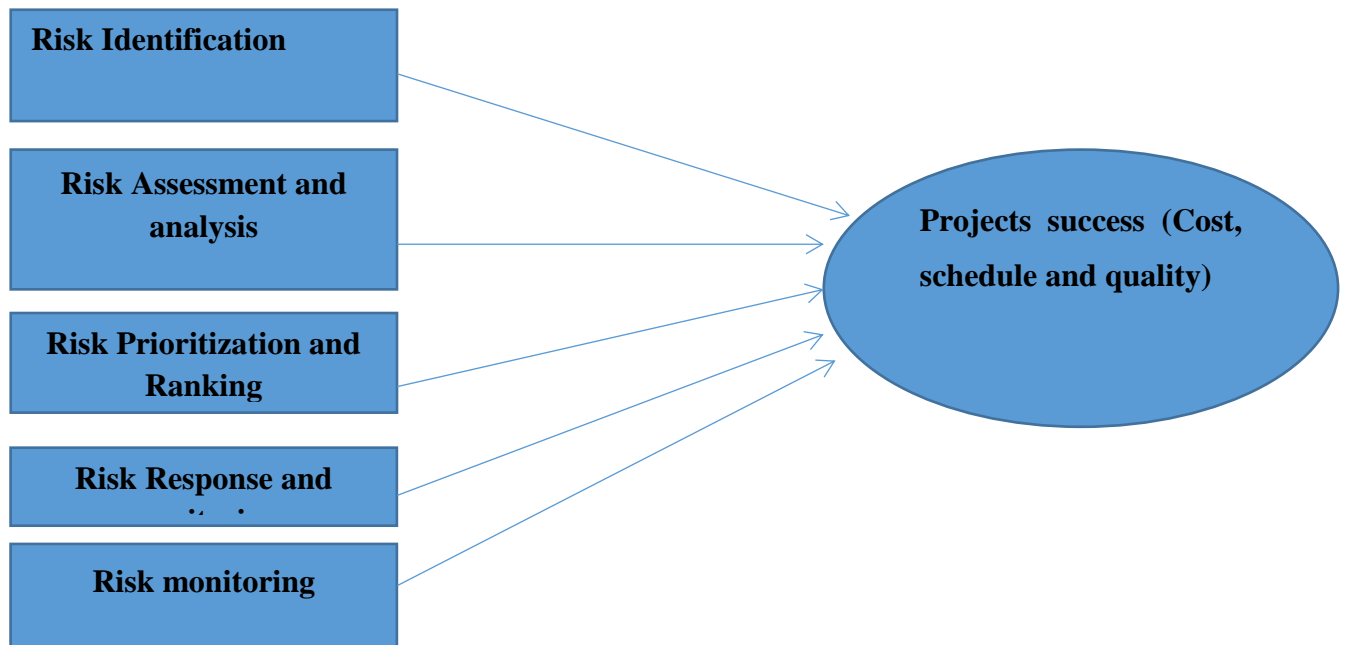 Risk Identification
Risk Assessment and
analysis
Risk Prioritization and
Ranking
Risk Response and
Risk monitoring
Projects success (Cost,
schedule and quality)